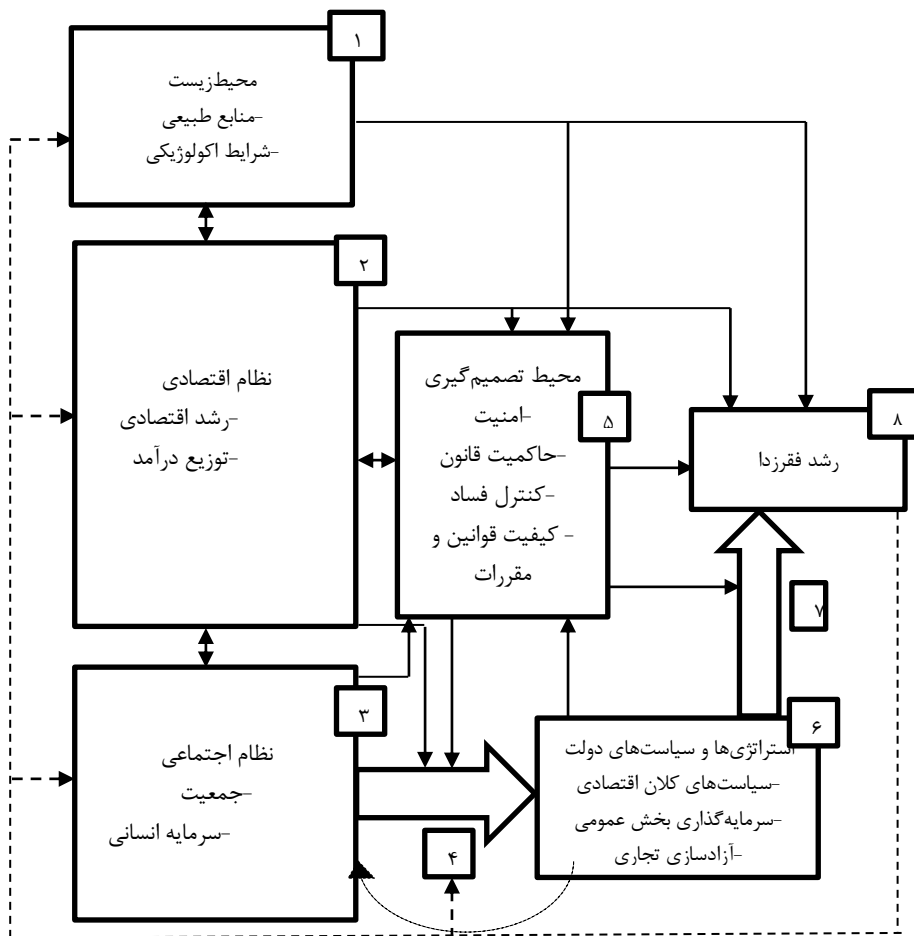 ۱
محیط‌زیست
-منابع طبیعی
-شرایط اکولوژیکی
۲
نظام اقتصادی
-رشد اقتصادی
-توزیع درآمد
محیط تصمیم‌گیری
-امنیت
-حاکمیت قانون
-کنترل فساد
- کیفیت قوانین و
مقررات
۵
۸
رشد فقرزدا
۷
۳
نظام اجتماعی
-جمعیت
-سرمایه انسانی
۴
۶
استراتژی‌ها و سیاست‌های دولت
-سیاست‌های کلان اقتصادی
-سرمایه‌گذاری بخش عمومی
-آزادسازی تجاری